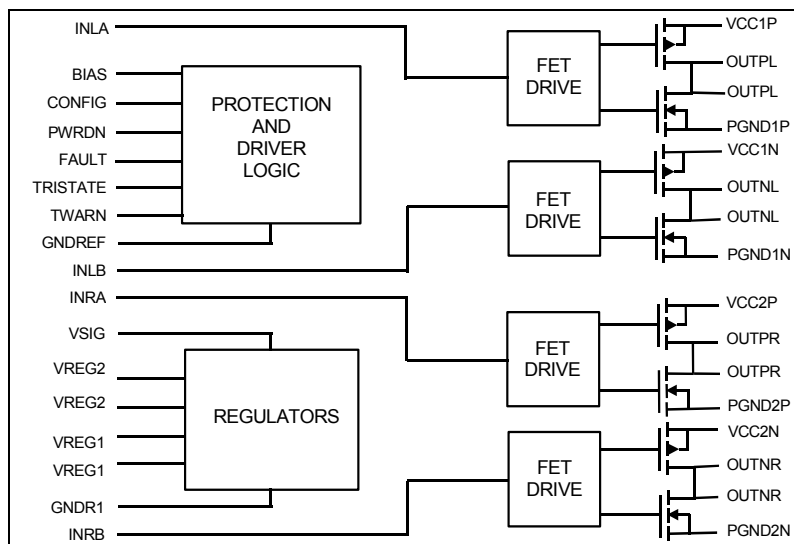 INLA
BIAS
CONFIG
PWRDN
FAULT
TRISTATE
TWARN
GNDREF
INLB
INRA
VSIG
VREG2
VREG2
VREG1
VREG1
GNDR1
INRB
PROTECTION
AND
DRIVER
LOGIC
REGULATORS
FET
DRIVE
FET
DRIVE
FET
DRIVE
FET
DRIVE
VCC1P
OUTPL
OUTPL
PGND1P
VCC1N
OUTNL
OUTNL
PGND1N
VCC2P
OUTPR
OUTPR
PGND2P
VCC2N
OUTNR
OUTNR
PGND2N